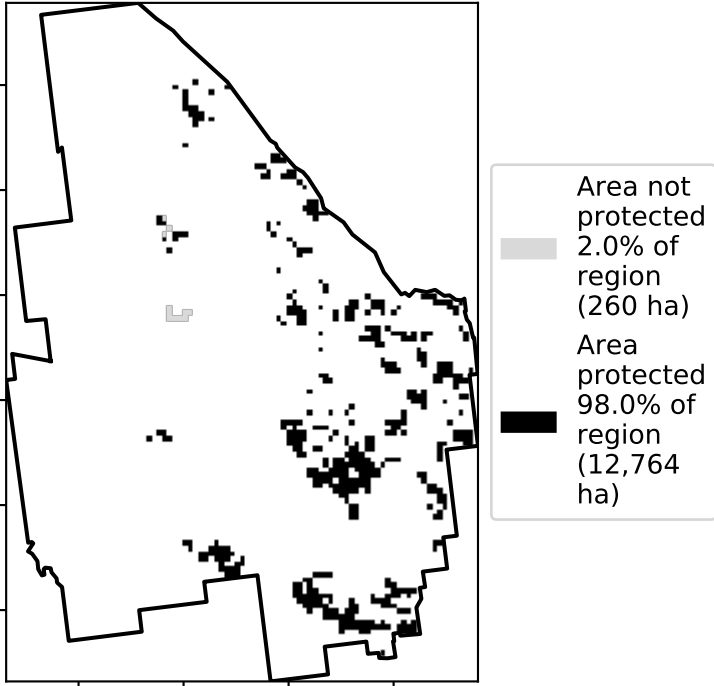 Area not
protected
2.0% of
region
(260 ha)
Area
protected
98.0% of
region
(12,764
ha)